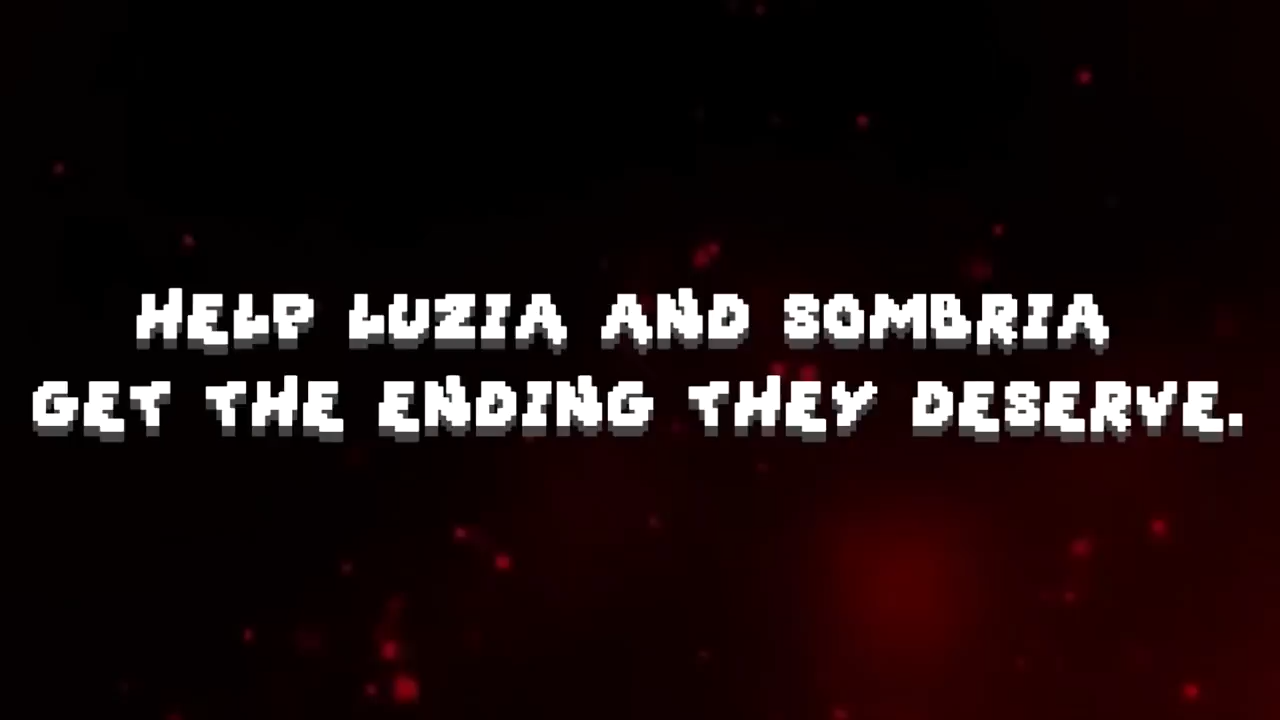 HELP LUZIA AND SOMBRIA
GET THE ENDING THEY DESERVE.